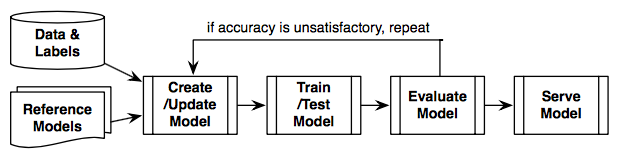 if accuracy is unsatisfactory, repeat
Data &
Labels
Reference
Models
Create
/Update
Model
Train
/Test
Model
Evaluate
Model
Serve
Model